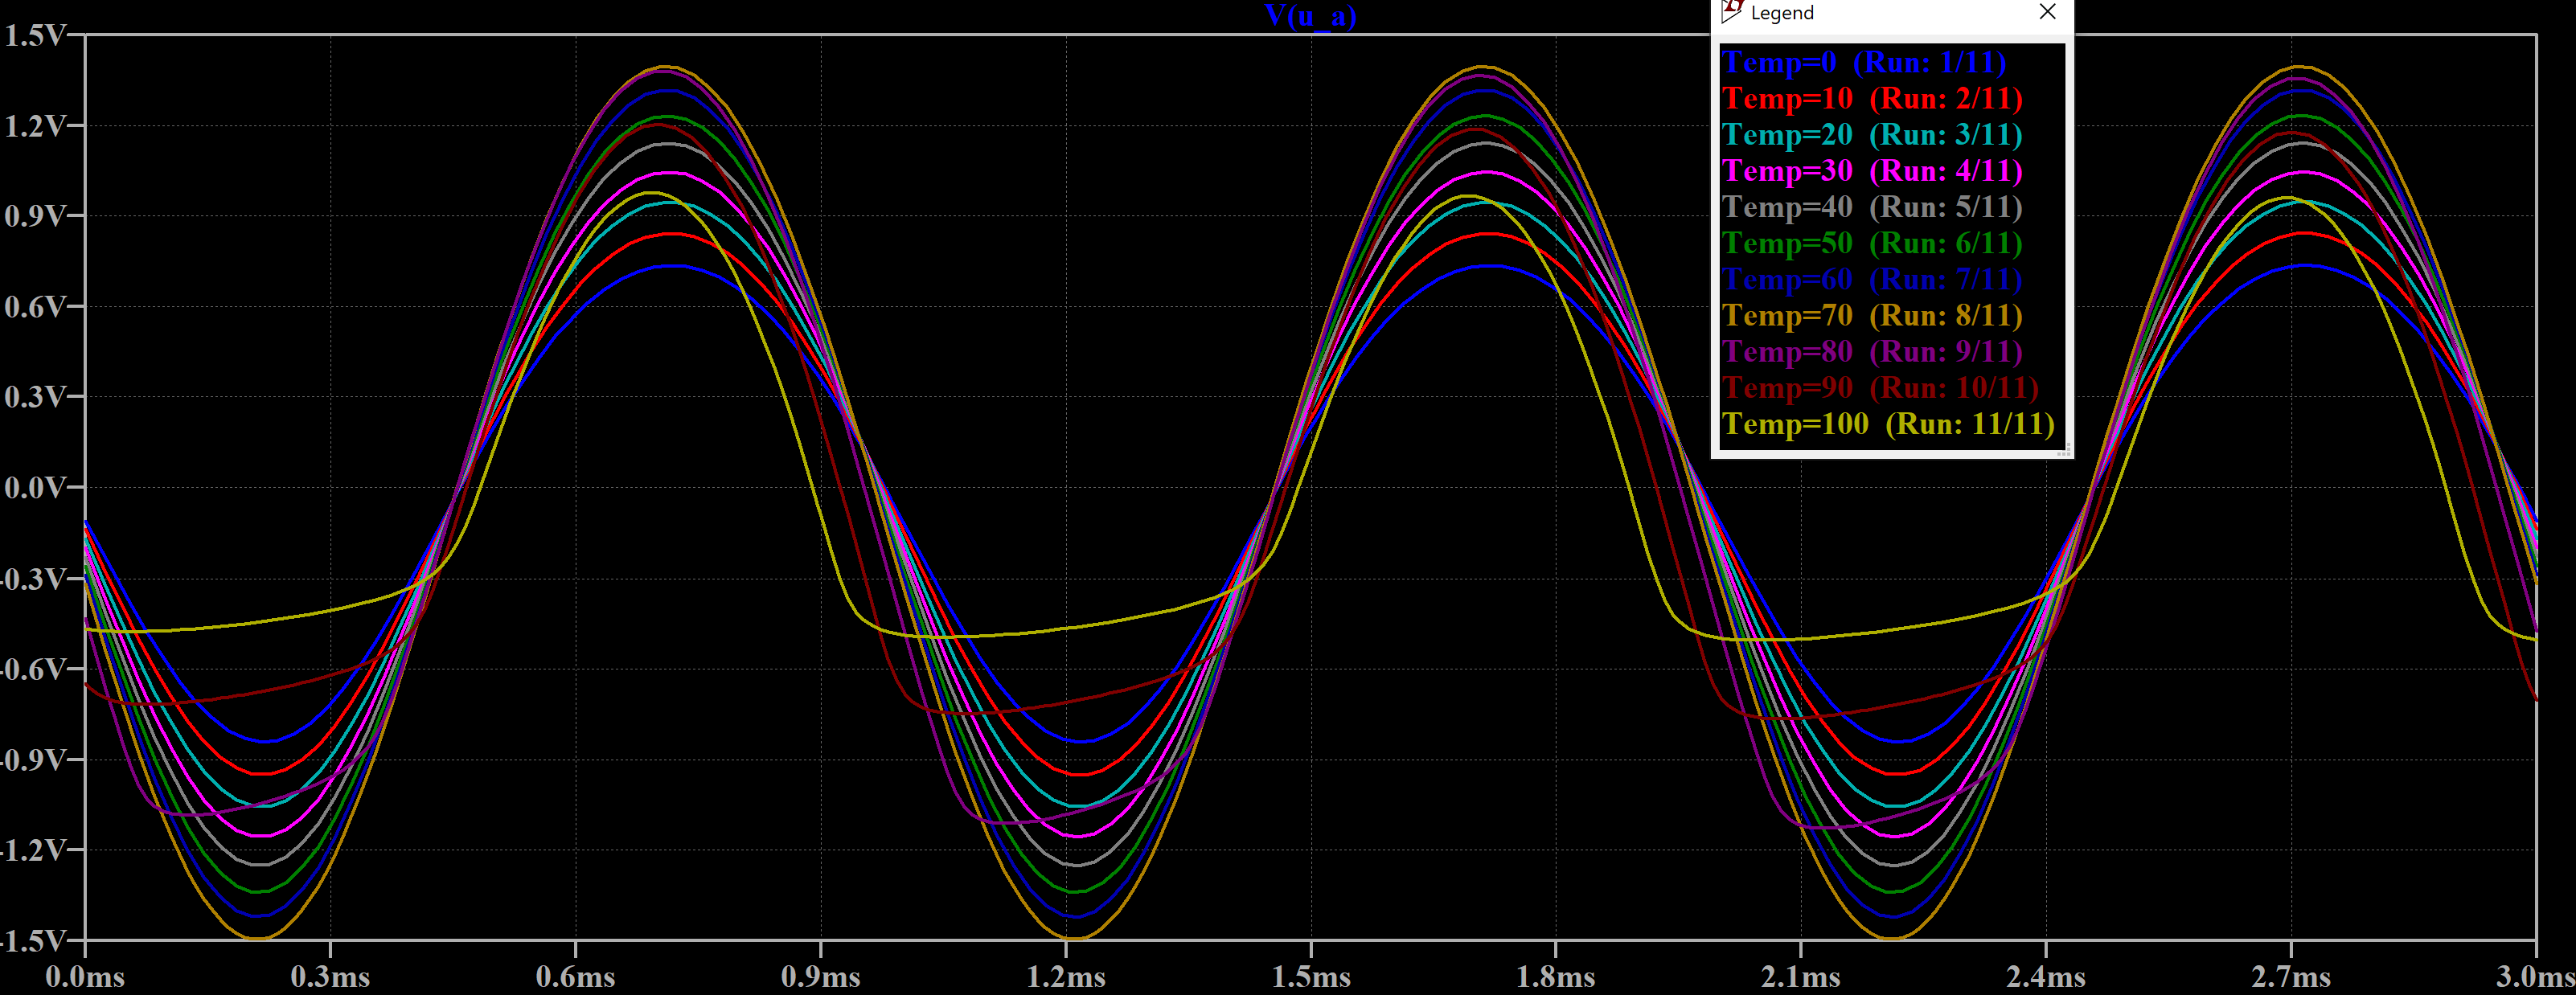 V(u_a)
Legend
Temp=0 (Run: 1/11)
Temp=10 (Run: 2/11)
Temp=20 (Run: 3/11)
Temp=30 (Run: 4/11)
Temp=40 (Run: 5/11)
Temp=50 (Run: 6/11)
Temp=60 (Run: 7/11)
Temp=70 (Run: 8/11)
Temp=80 (Run: 9/11)
Temp=90 (Run: 10/11)
Temp=100 (Run: 11/11)
1.5V
1.2V
0.9V
0.6V
0.3V
0.0V
-0.3V
-0.6V
-0.9V
-1.2V
-1.5V
0.0ms 0.3ms 0.6ms 0.9ms 1.2ms 1.5ms 1.8ms 2.1ms 2.4ms 2.7ms 3.0ms